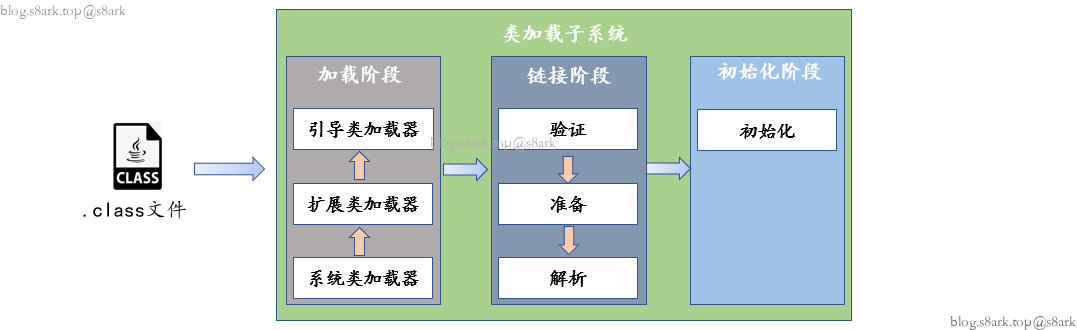 blog.s8ark.top@s8ark
类加载子系统
加载阶段
引导类加载器
扩展类加载器
系统类加载器
链接阶段
验证
准备
解析
初始化阶段
初始化
blog.s8ark.top@s8ark
CLASS
.class文件
blog.s8ark.top@s8ark